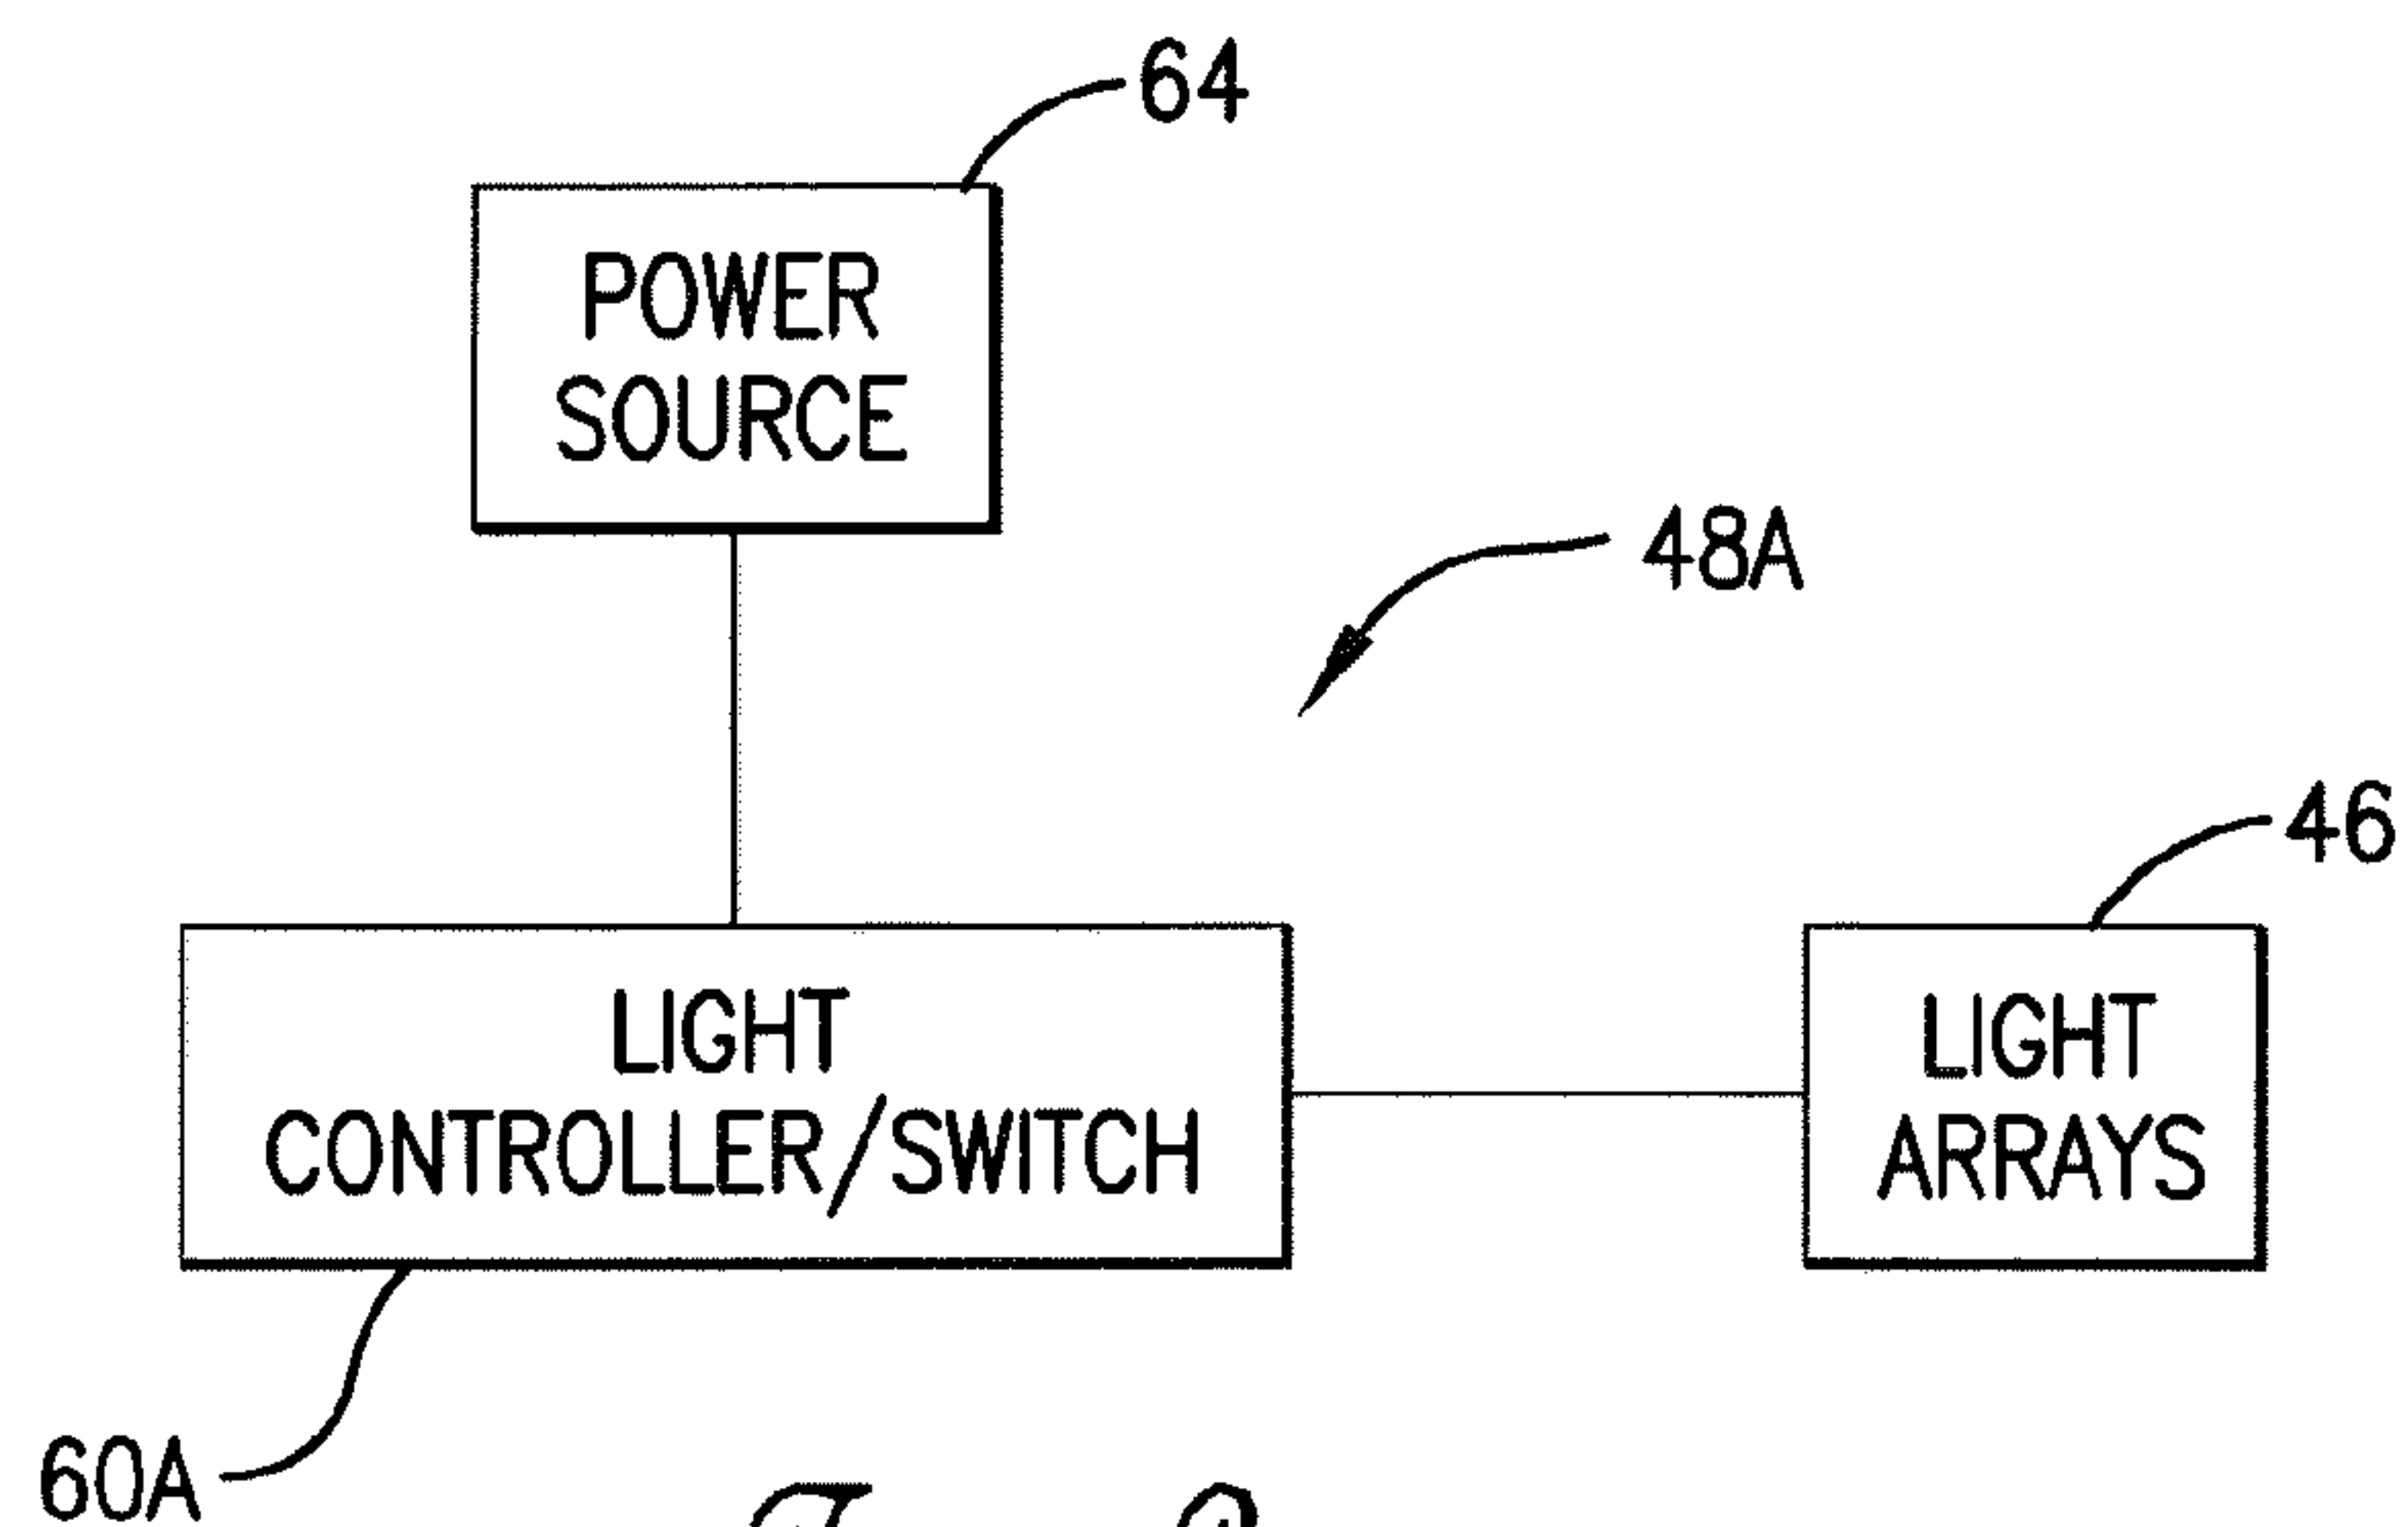 64
POWER
SOURCE
48A
46
LIGHT
CONTROLLER/SWITCH
LIGHT
ARRAYS
60A